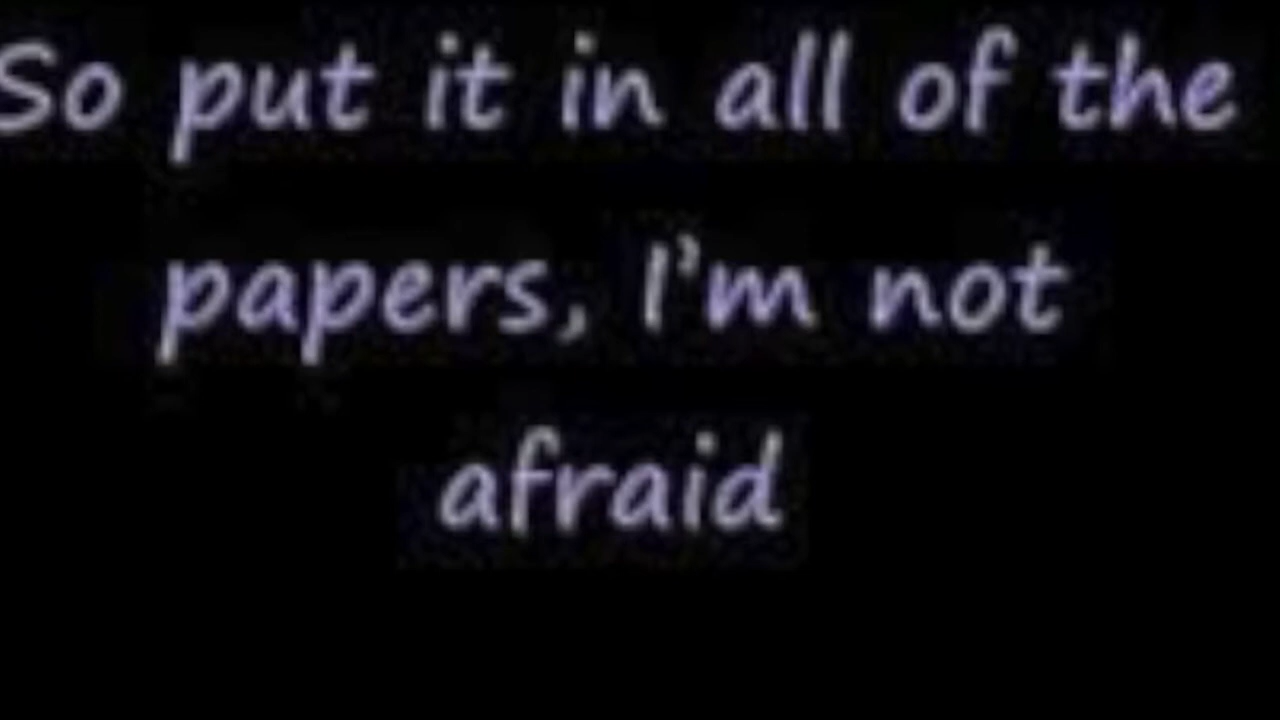 So put it in all of the
papers, I'm not
afraid